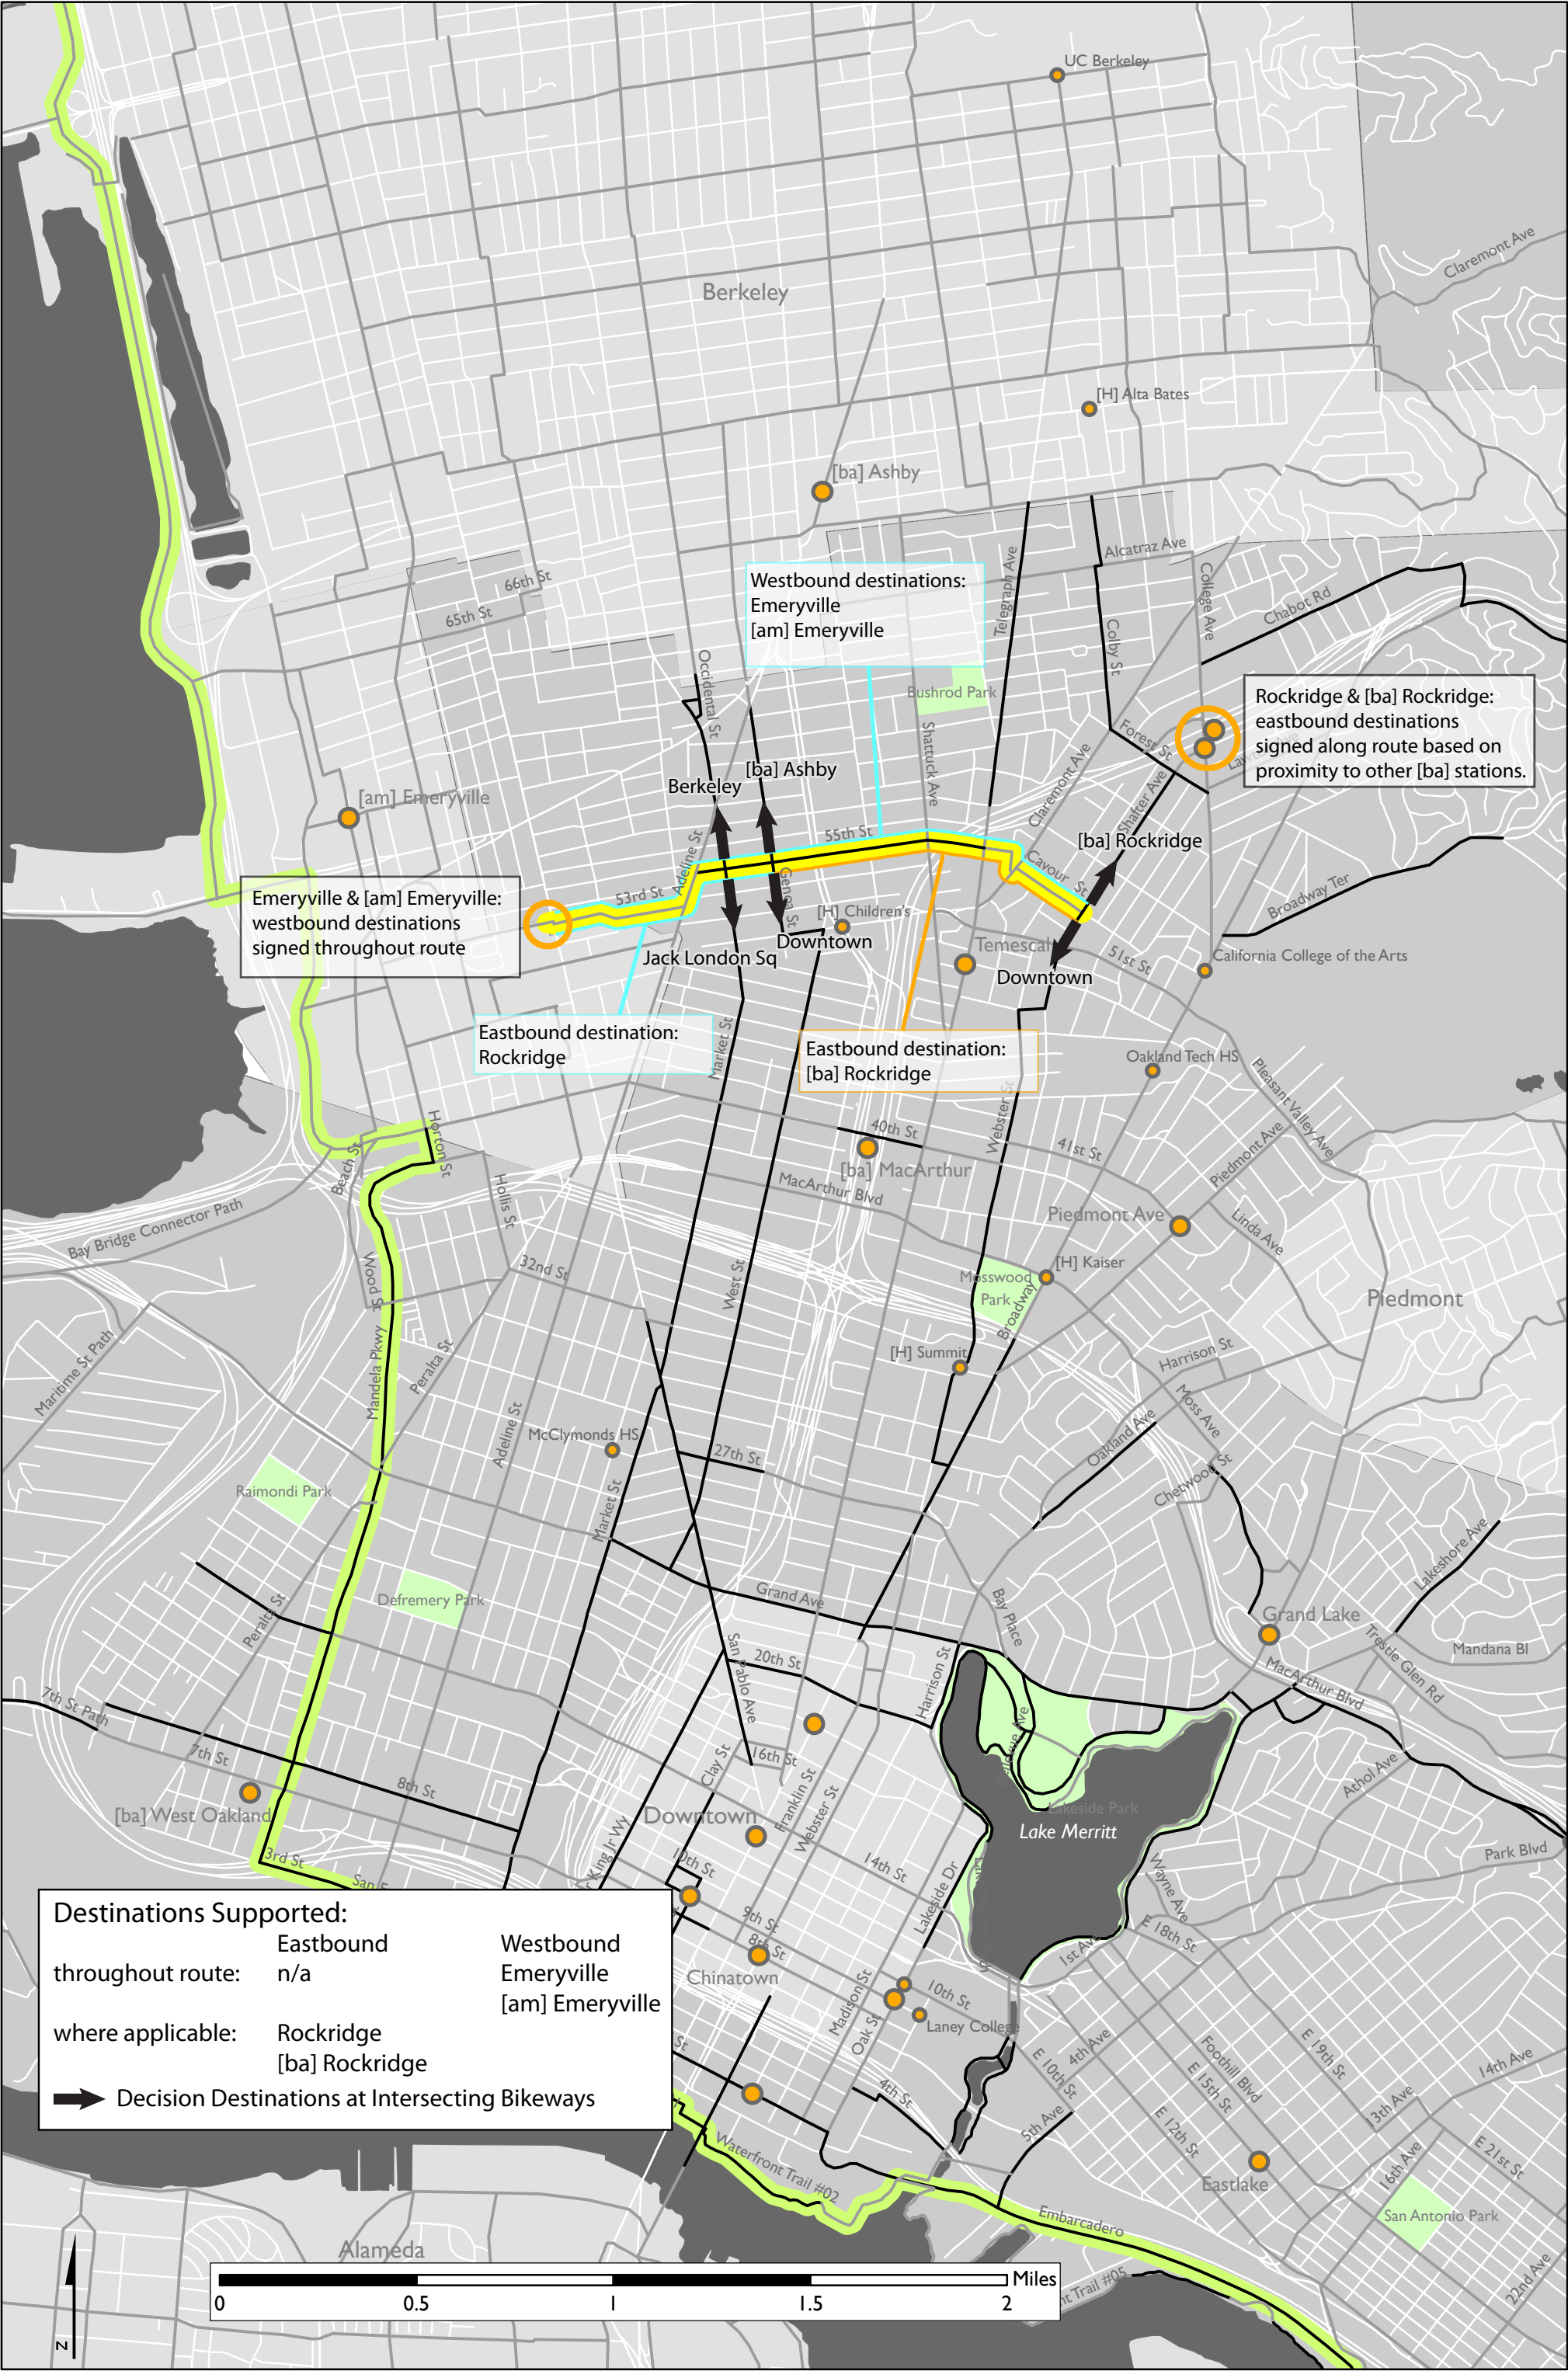 UC Berkeley
Claremont Ave
Berkeley
[H] Alta Bates
[ba] Ashby
Alcatraz Ave
66th St
65th St
Westbound destinations:
Emeryville
[am] Emeryville
Telegraph Ave
College Ave
Chabot Rd
Colby St
Occidental St
Bushrod Park
Shattuck Ave
Rockridge & [ba] Rockridge:
eastbound destinations
signed along route based on
proximity to other [ba] stations.
Forest St
Claremont Ave
Shafter Ave
[ba] Ashby
Berkeley
[am] Emeryville
55th St
[ba] Rockridge
Adeline St
Cavour St
Genoa St
53rd St
Broadway Ter
Emeryville & [am] Emeryville:
westbound destinations
signed throughout route
[H] Children's
Downtown
Temescal
51st St
California College of the Arts
Jack London Sq
Downtown
Eastbound destination:
Rockridge
Eastbound destination:
[ba] Rockridge
Market St
Oakland Tech HS
Pleasant Valley Ave
Webster St
Horton St
40th St
41st St
Piedmont Ave
Beach St
[ba] MacArthur
MacArthur Blvd
Hollis St
Piedmont Ave
Linda Ave
Bay Bridge Connector Path
Wood St
32nd St
West St
[H] Kaiser
Mosswood
Park
Broadway
Piedmont
Maritime St Path
Mandela Pkwy
Peralta St
[H] Summit
Harrison St
Moss Ave
Adeline St
McClymonds HS
27th St
Oakland Ave
Chetwood St
Raimondi Park
Market St
Lakeshore Ave
Defremery Park
Grand Ave
Bay Place
Peralta St
Grand Lake
Trestle Glen Rd
Mandana Bl
San Pablo Ave
20th St
Harrison St
MacArthur Blvd
7th St Path
7th St
16th St
Clay St
8th St
Franklin St
Webster St
Athol Ave
[ba] West Oakland
Downtown
Lakeside Park
Lake Merritt
Park Blvd
3rd St
10th St
14th St
Lakeside Dr
Wayne Ave
9th St
8th St
E 18th St
1st Ave
Chinatown
Madison St
Oak St
10th St
Laney College
Destinations Supported:
Eastbound Westbound
throughout route: n/a Emeryville
[am] Emeryville
where applicable: Rockridge
[ba] Rockridge
Decision Destinations at Intersecting Bikeways
4th Ave
E 10th St
Foothill Blvd
E 15th St
E 19th St
14th Ave
4th St
5th Ave
E 12th St
13th Ave
E 21st St
16th Ave
Waterfront Trail #02
Eastlake
San Antonio Park
Embarcadero
22nd Ave
Alameda
Miles
0 0.5 1 1.5 2
Trail #05
N